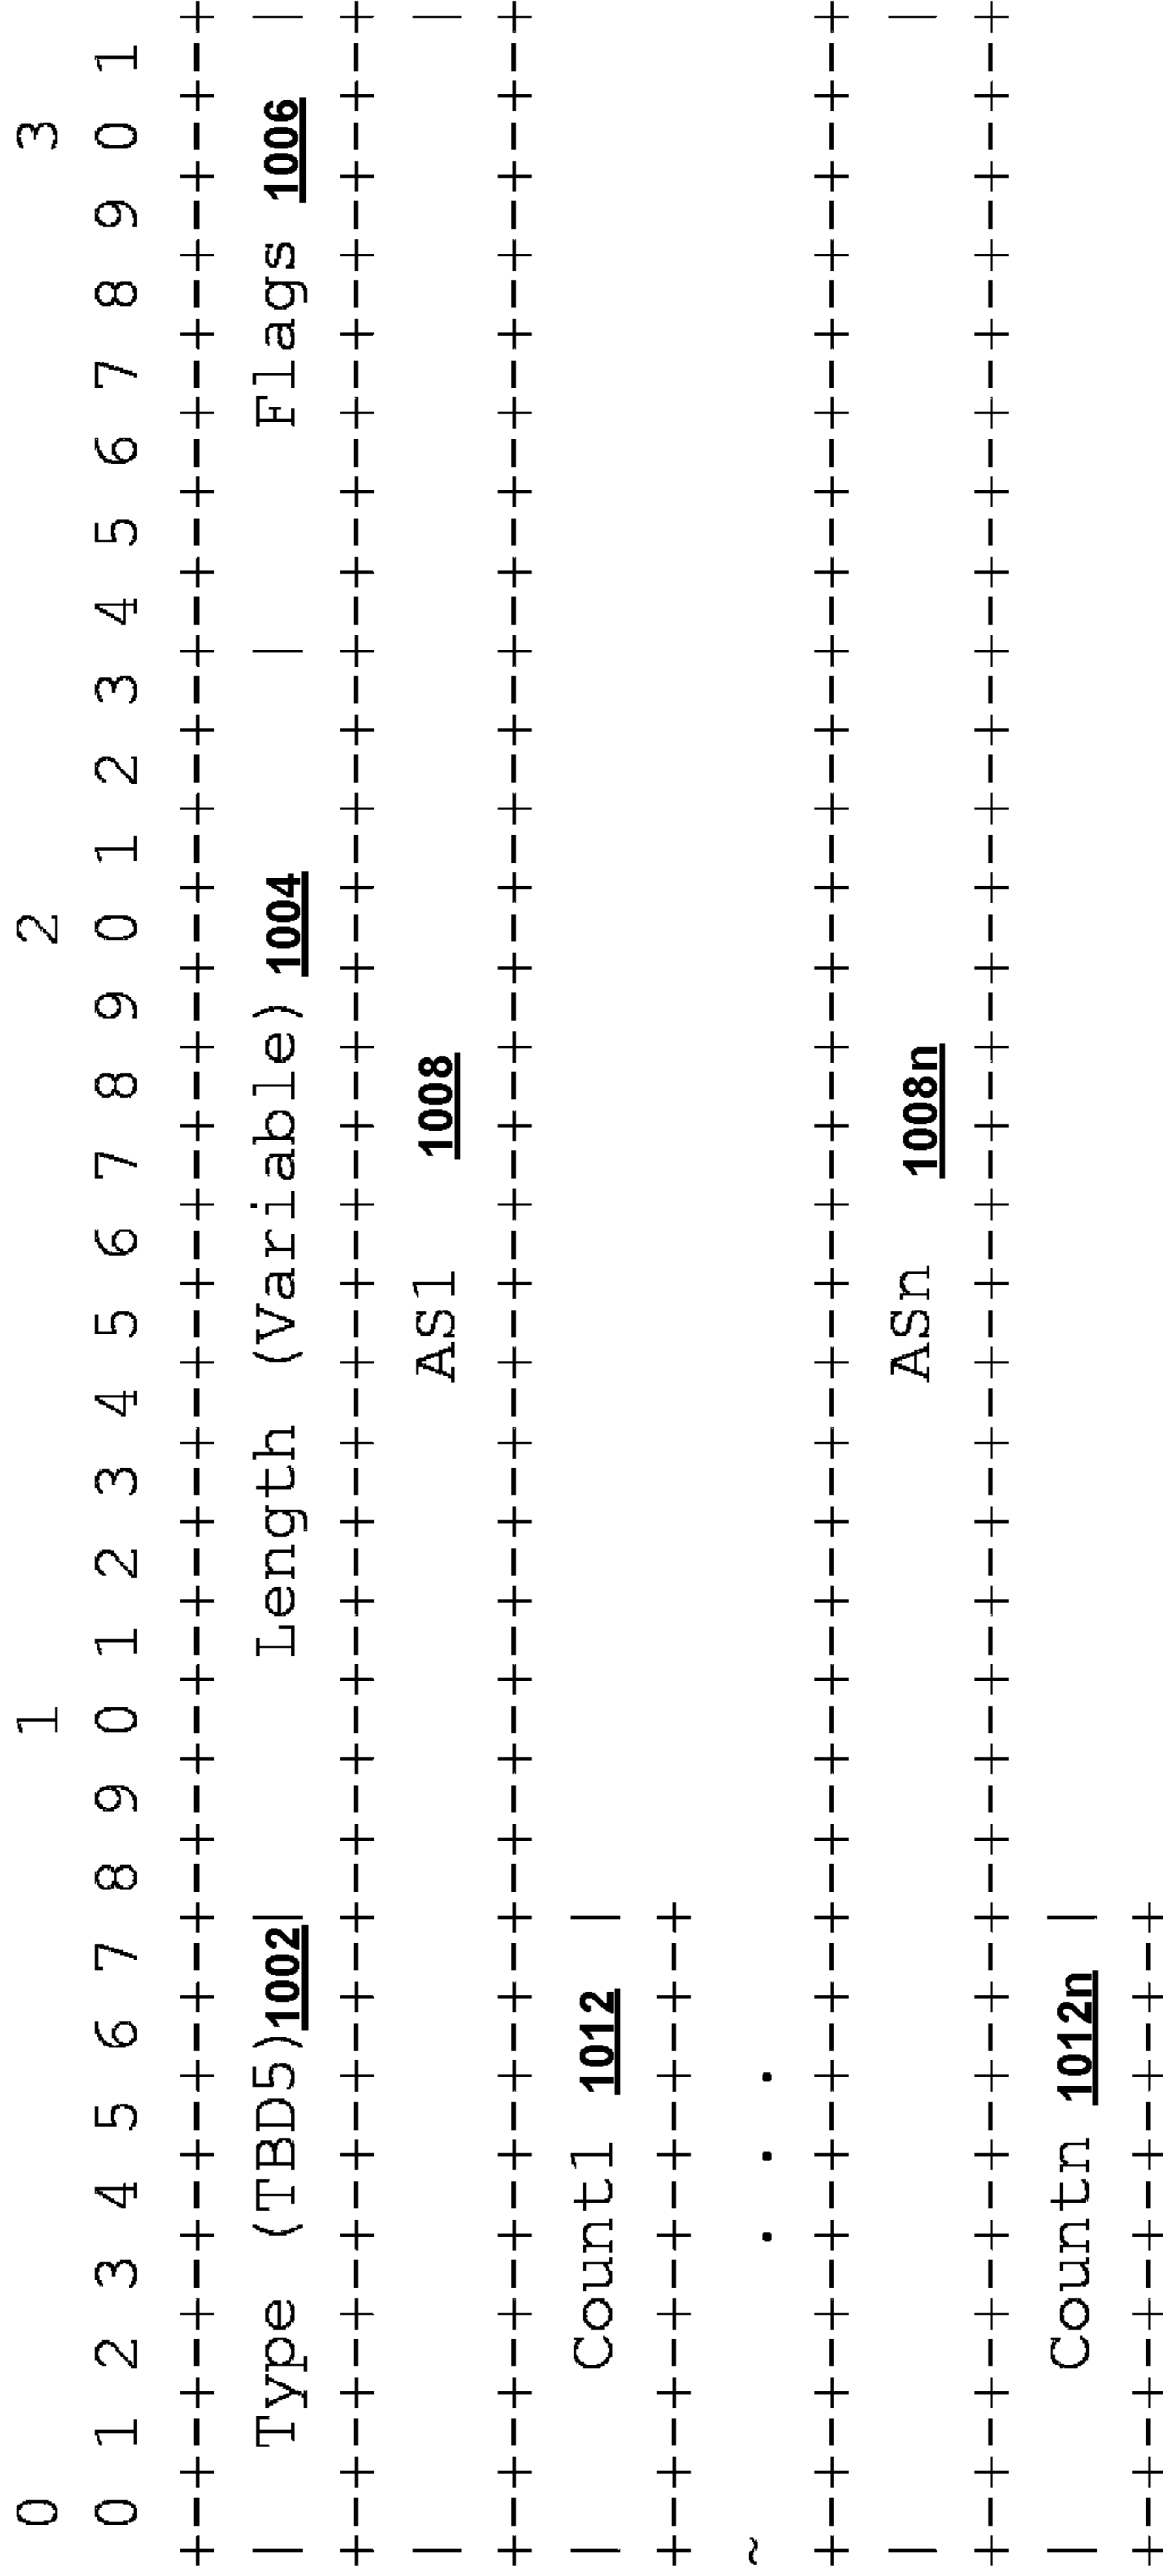 0                   1                   2                   3
 0 1 2 3 4 5 6 7 8 9 0 1 2 3 4 5 6 7 8 9 0 1 2 3 4 5 6 7 8 9 0 1
+-+-+-+-+-+-+-+-+-+-+-+-+-+-+-+-+-+-+-+-+-+-+-+-+-+-+-+-+-+-+-+-+
| Type (TBD5)1002| Length (Variable) 1004 | Flags 1006 |
+-+-+-+-+-+-+-+-+-+-+-+-+-+-+-+-+-+-+-+-+-+-+-+-+-+-+-+-+-+-+-+-+
| AS1 1008 |
+-+-+-+-+-+-+-+-+-+-+-+-+-+-+-+-+-+-+-+-+-+-+-+-+-+-+-+-+-+-+-+-+
| Count1 1012 |
+-+-+-+-+-+-+-+-+
~ . . .
+-+-+-+-+-+-+-+-+-+-+-+-+-+-+-+-+-+-+-+-+-+-+-+-+-+-+-+-+-+-+-+-+
| ASn 1008n |
+-+-+-+-+-+-+-+-+-+-+-+-+-+-+-+-+-+-+-+-+-+-+-+-+-+-+-+-+-+-+-+-+
| Countn 1012n |
+-+-+-+-+-+-+-+-+